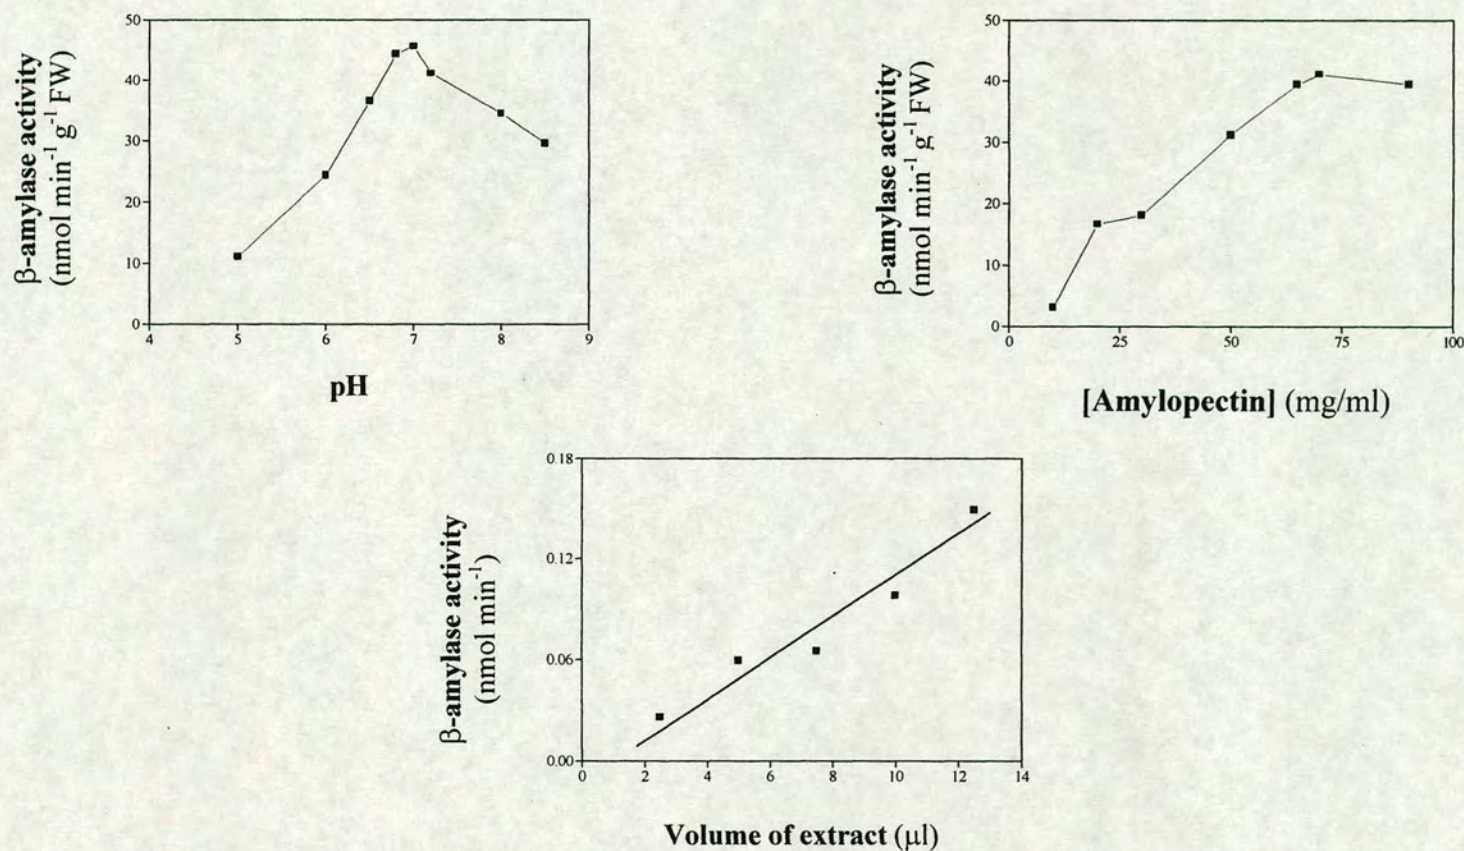 β-amylase activity
(nmol min⁻¹ g⁻¹ FW)
50
40
30
20
10
0
4 5 6 7 8 9
pH
β-amylase activity
(nmol min⁻¹ g⁻¹ FW)
50
40
30
20
10
0
0 25 50 75 100
[Amylopectin] (mg/ml)
β-amylase activity
(nmol min⁻¹)
0.18
0.12
0.06
0.00
0 2 4 6 8 10 12 14
Volume of extract (μl)